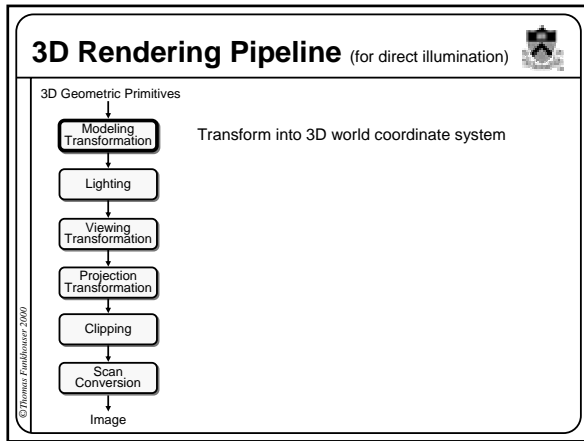 3D Rendering Pipeline (for direct illumination)
3D Geometric Primitives
Modeling
Transformation
Transform into 3D world coordinate system
Lighting
Viewing
Transformation
Projection
Transformation
Clipping
Scan
Conversion
Image
©Thomas Funkhouser 2000